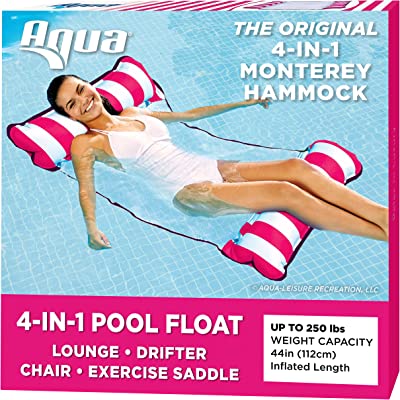 Aqua®
THE ORIGINAL
4-IN-1
MONTEREY
HAMMOCK
© AQUA-LEISURE RECREATION, LLC
4-IN-1 POOL FLOAT
LOUNGE • DRIFTER
CHAIR • EXERCISE SADDLE
UP TO 250 lbs
WEIGHT CAPACITY
44in (112cm)
Inflated Length